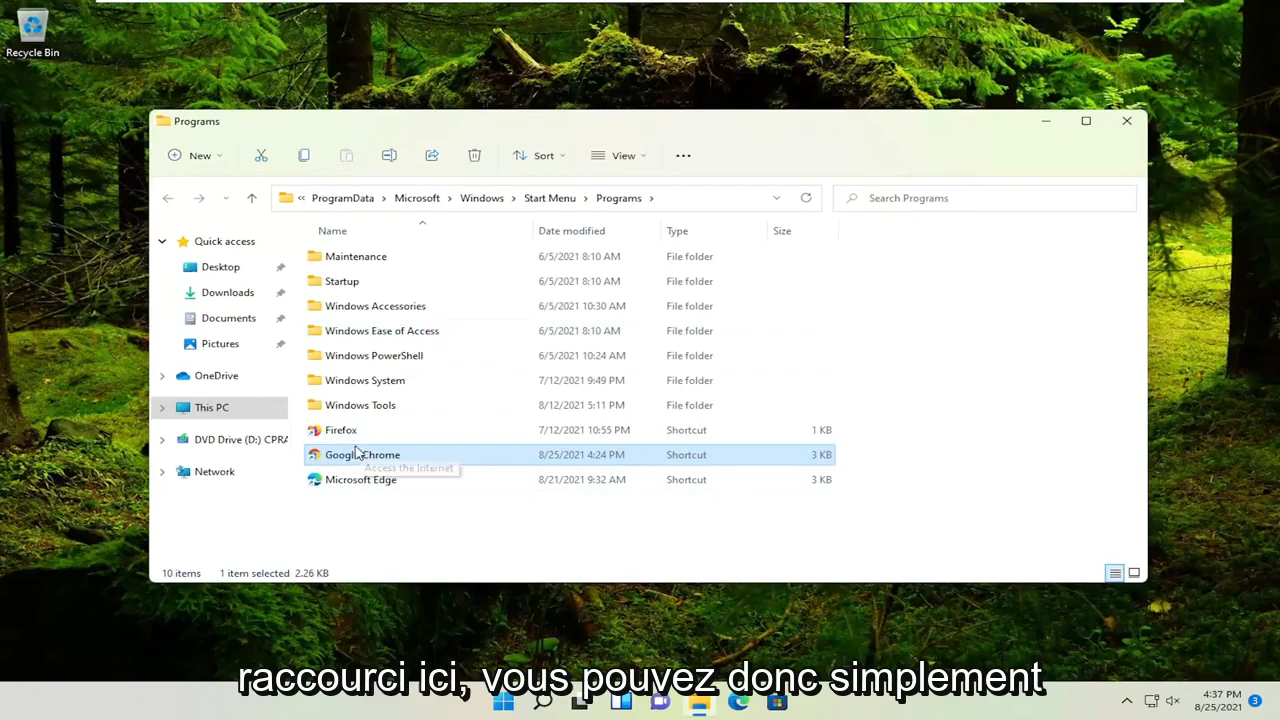 Recycle Bin
Programs
New
Sort
View
« ProgramData > Microsoft > Windows > Start Menu > Programs >
Search Programs
Name Date modified Type Size
Quick access
Desktop
Downloads
Documents
Pictures
OneDrive
This PC
DVD Drive (D:) CPRA
Network
Maintenance 6/5/2021 8:10 AM File folder
Startup 6/5/2021 8:10 AM File folder
Windows Accessories 6/5/2021 10:30 AM File folder
Windows Ease of Access 6/5/2021 8:10 AM File folder
Windows PowerShell 6/5/2021 10:24 AM File folder
Windows System 7/12/2021 9:49 PM File folder
Windows Tools 8/12/2021 5:11 PM File folder
Firefox 7/12/2021 10:55 PM Shortcut 1 KB
Google Chrome 8/25/2021 4:24 PM Shortcut 3 KB
Access the Internet
Microsoft Edge 8/21/2021 9:32 AM Shortcut 3 KB
10 items 1 item selected 2.26 KB
raccourci ici, vous pouvez donc simplement
4:37 PM
8/25/2021
3